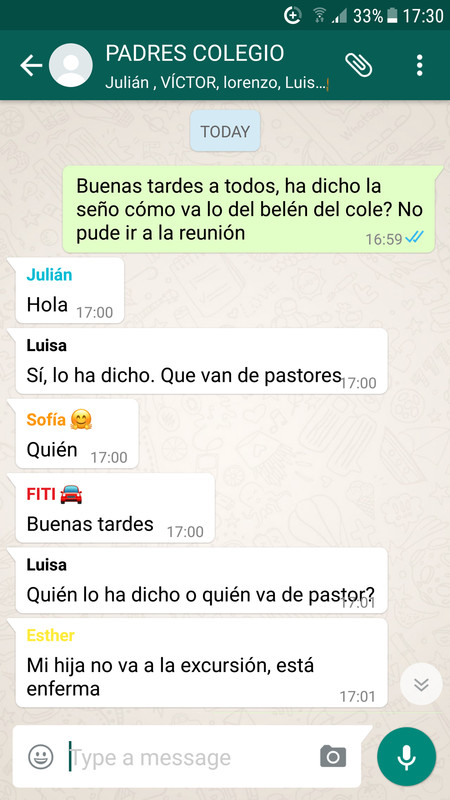 33% 17:30
PADRES COLEGIO
Julián , VÍCTOR, lorenzo, Luis...
TODAY
Buenas tardes a todos, ha dicho la
seño cómo va lo del belén del cole? No
pude ir a la reunión
16:59
Julián
Hola 17:00
Luisa
Sí, lo ha dicho. Que van de pastores 17:00
Sofía
Quién 17:00
FITI
Buenas tardes 17:00
Luisa
Quién lo ha dicho o quién va de pastor?
17:01
Esther
Mi hija no va a la excursión, está
enferma
17:01
Type a message